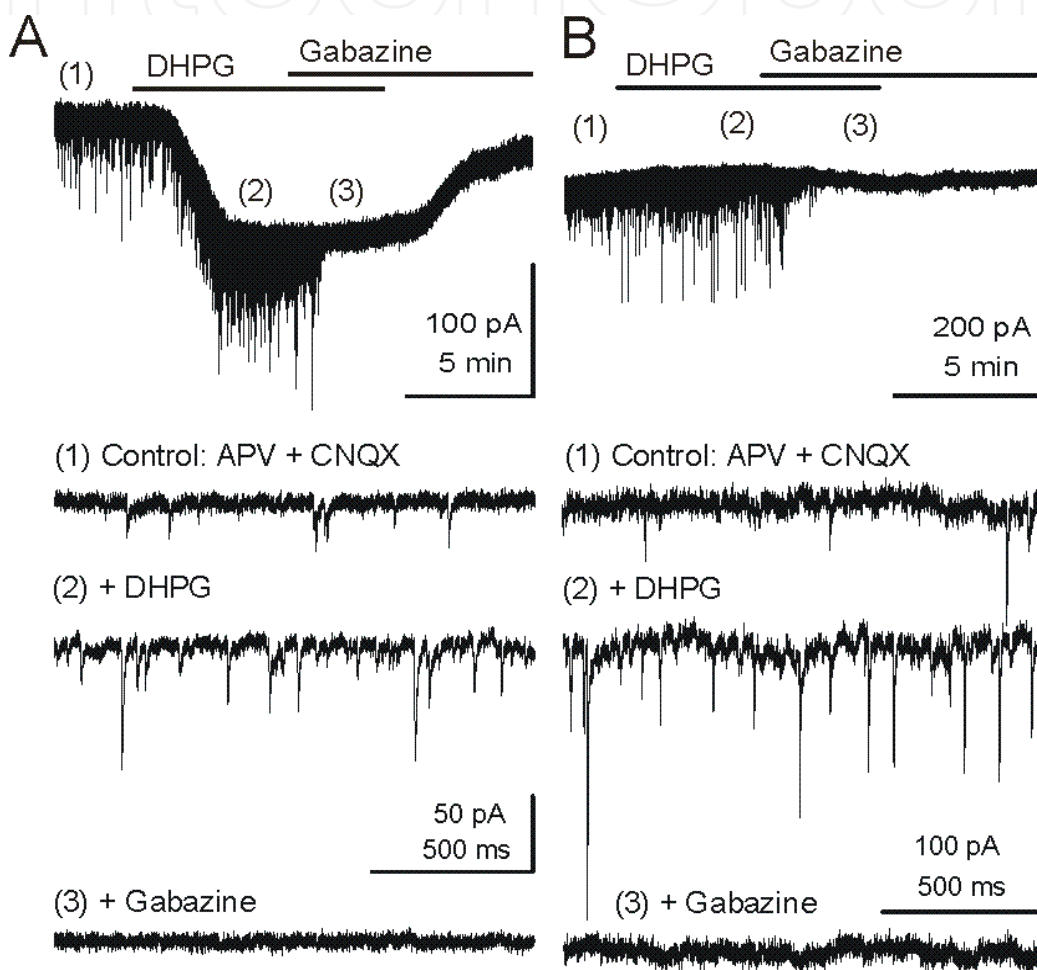 A
B
(1)
DHPG
Gabazine
(2)
(3)
100 pA
5 min
DHPG
Gabazine
(1)
(2)
(3)
200 pA
5 min
(1) Control: APV + CNQX
(2) + DHPG
50 pA
500 ms
(3) + Gabazine
(1) Control: APV + CNQX
(2) + DHPG
100 pA
500 ms
(3) + Gabazine